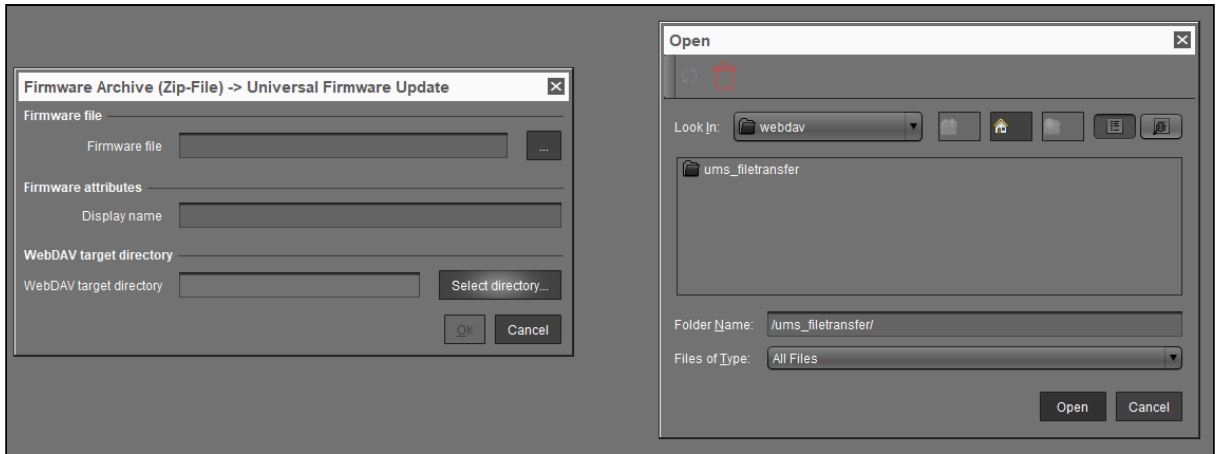 Firmware Archive (Zip-File) -> Universal Firmware Update
Firmware file
Firmware file
...
Firmware attributes
Display name
WebDAV target directory
WebDAV target directory
Select directory...
Ok
Cancel
Open
Look In:
webdav
ums_filetransfer
Folder Name:
/ums_filetransfer/
Files of Type:
All Files
Open
Cancel